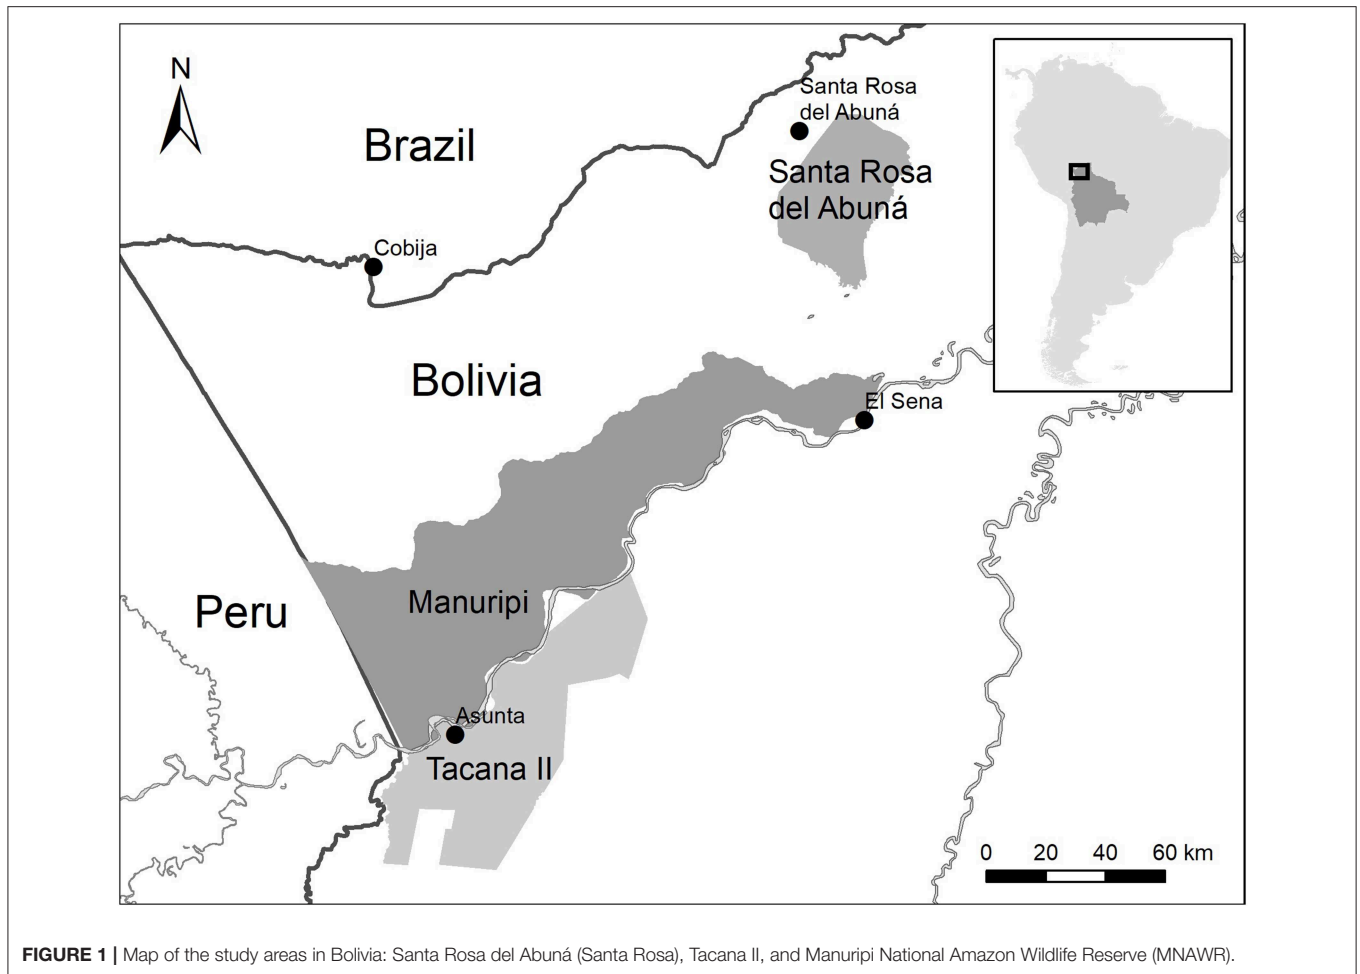 N
Brazil
Santa Rosa
del Abuná
Santa Rosa
del Abuná
Cobija
Bolivia
El Sena
Peru
Manuripi
Asunta
Tacana II
0 20 40 60 km
FIGURE 1 | Map of the study areas in Bolivia: Santa Rosa del Abuná (Santa Rosa), Tacana II, and Manuripi National Amazon Wildlife Reserve (MNAWR).